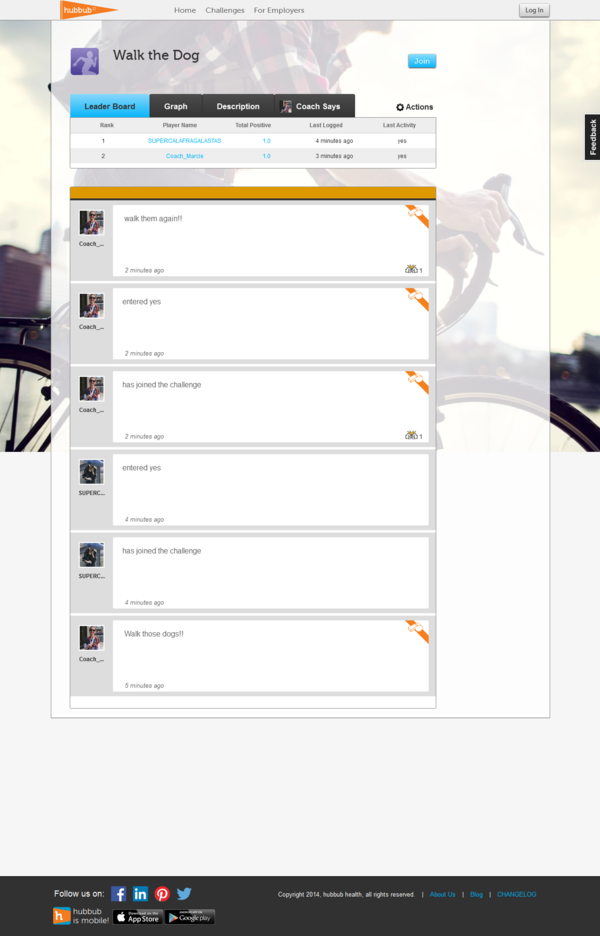 hubbub
Home Challenges For Employers
Log In
Walk the Dog
Join
Leader Board Graph Description Coach Says Actions
Feedback
Rank Player Name Total Positive Last Logged Last Activity
1 SUPERCALAFRAGALASTAS 1.0 4 minutes ago yes
2 Coach_Marcie 1.0 3 minutes ago yes
walk them again!!
Coach_...
2 minutes ago 1
entered yes
Coach_...
2 minutes ago
has joined the challenge
Coach_...
2 minutes ago 1
entered yes
SUPERC...
4 minutes ago
has joined the challenge
SUPERC...
4 minutes ago
Walk those dogs!!
Coach_...
5 minutes ago
Follow us on:
Copyright 2014, hubbub health, all rights reserved. | About Us | Blog | CHANGELOG
hubbub
is mobile!
Download on the
App Store
Google play